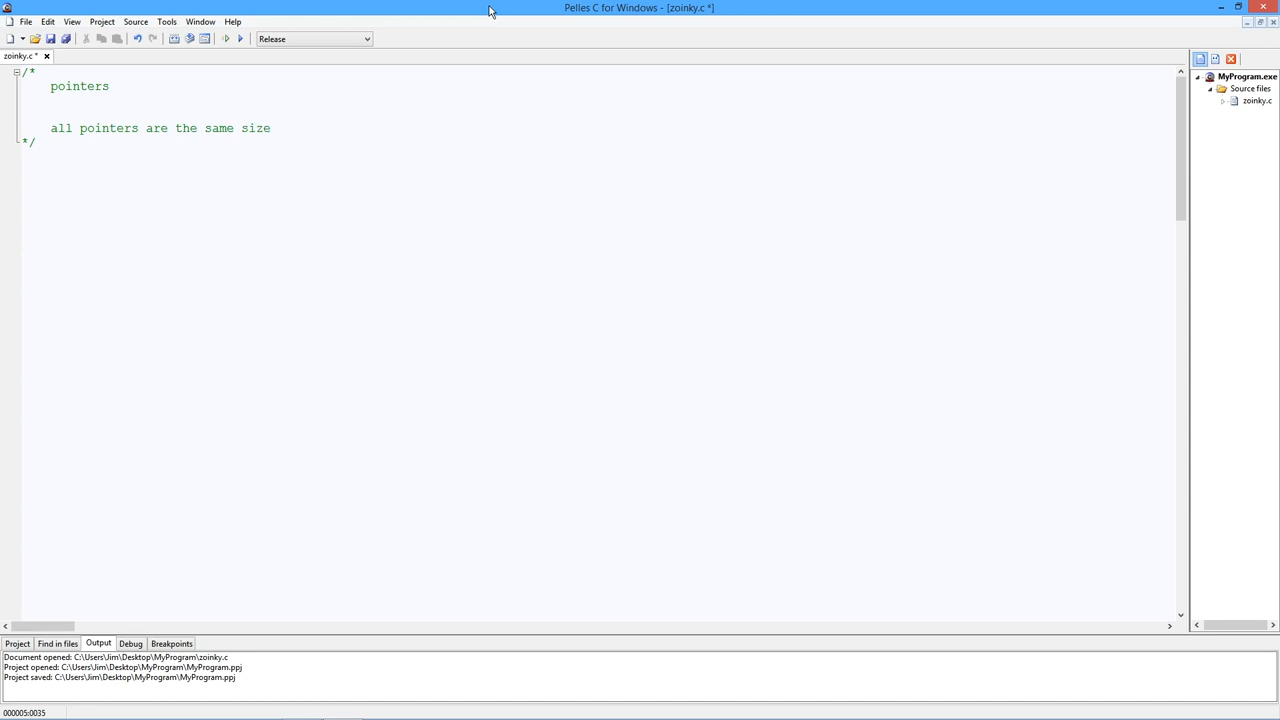 Pelles C for Windows - [zoinky.c *]
File Edit View Project Source Tools Window Help
Release
zoinky.c *
/*
pointers
all pointers are the same size
*/
MyProgram.exe
Source files
zoinky.c
Project Find in files Output Debug Breakpoints
Document opened: C:\Users\Jim\Desktop\MyProgram\zoinky.c
Project opened: C:\Users\Jim\Desktop\MyProgram\MyProgram.ppj
Project saved: C:\Users\Jim\Desktop\MyProgram\MyProgram.ppj
000005:0035